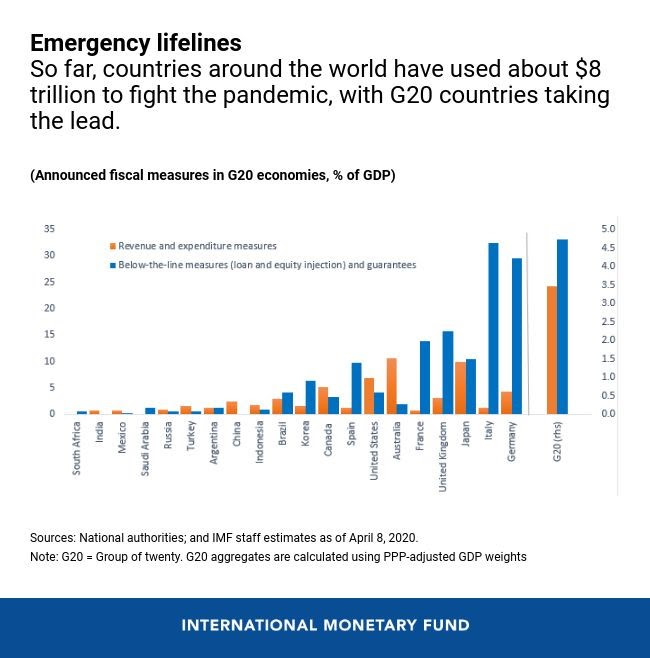 Emergency lifelines
So far, countries around the world have used about $8
trillion to fight the pandemic, with G20 countries taking
the lead.
(Announced fiscal measures in G20 economies, % of GDP)
35
30
25
20
15
10
5
0
Revenue and expenditure measures
Below-the-line measures (loan and equity injection) and guarantees
5.0
4.5
4.0
3.5
3.0
2.5
2.0
1.5
1.0
0.5
0.0
South Africa
India
Mexico
Saudi Arabia
Russia
Turkey
Argentina
China
Indonesia
Brazil
Korea
Canada
Spain
United States
Australia
France
United Kingdom
Japan
Italy
Germany
G20 (rhs)
Sources: National authorities; and IMF staff estimates as of April 8, 2020.
Note: G20 = Group of twenty. G20 aggregates are calculated using PPP-adjusted GDP weights
INTERNATIONAL MONETARY FUND